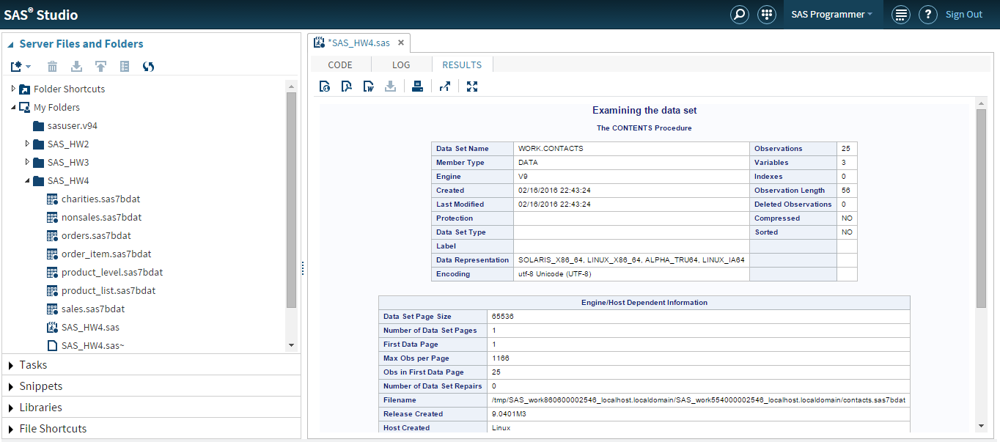 SAS® Studio
SAS Programmer
? Sign Out
Server Files and Folders
Folder Shortcuts
My Folders
sasuser.v94
SAS_HW2
SAS_HW3
SAS_HW4
charities.sas7bdat
nonsales.sas7bdat
orders.sas7bdat
order_item.sas7bdat
product_level.sas7bdat
product_list.sas7bdat
sales.sas7bdat
SAS_HW4.sas
SAS_HW4.sas~
Tasks
Snippets
Libraries
File Shortcuts
*SAS_HW4.sas
CODE LOG RESULTS
Examining the data set
The CONTENTS Procedure
Data Set Name WORK.CONTACTS Observations 25
Member Type DATA Variables 3
Engine V9 Indexes 0
Created 02/16/2016 22:43:24 Observation Length 56
Last Modified 02/16/2016 22:43:24 Deleted Observations 0
Protection Compressed NO
Data Set Type Sorted NO
Label
Data Representation SOLARIS_X86_64, LINUX_X86_64, ALPHA_TRU64, LINUX_IA64
Encoding utf-8 Unicode (UTF-8)
Engine/Host Dependent Information
Data Set Page Size 65536
Number of Data Set Pages 1
First Data Page 1
Max Obs per Page 1166
Obs in First Data Page 25
Number of Data Set Repairs 0
Filename /tmp/SAS_work860600002546_localhost.localdomain/SAS_work554000002546_localhost.localdomain/contacts.sas7bdat
Release Created 9.0401M3
Host Created Linux